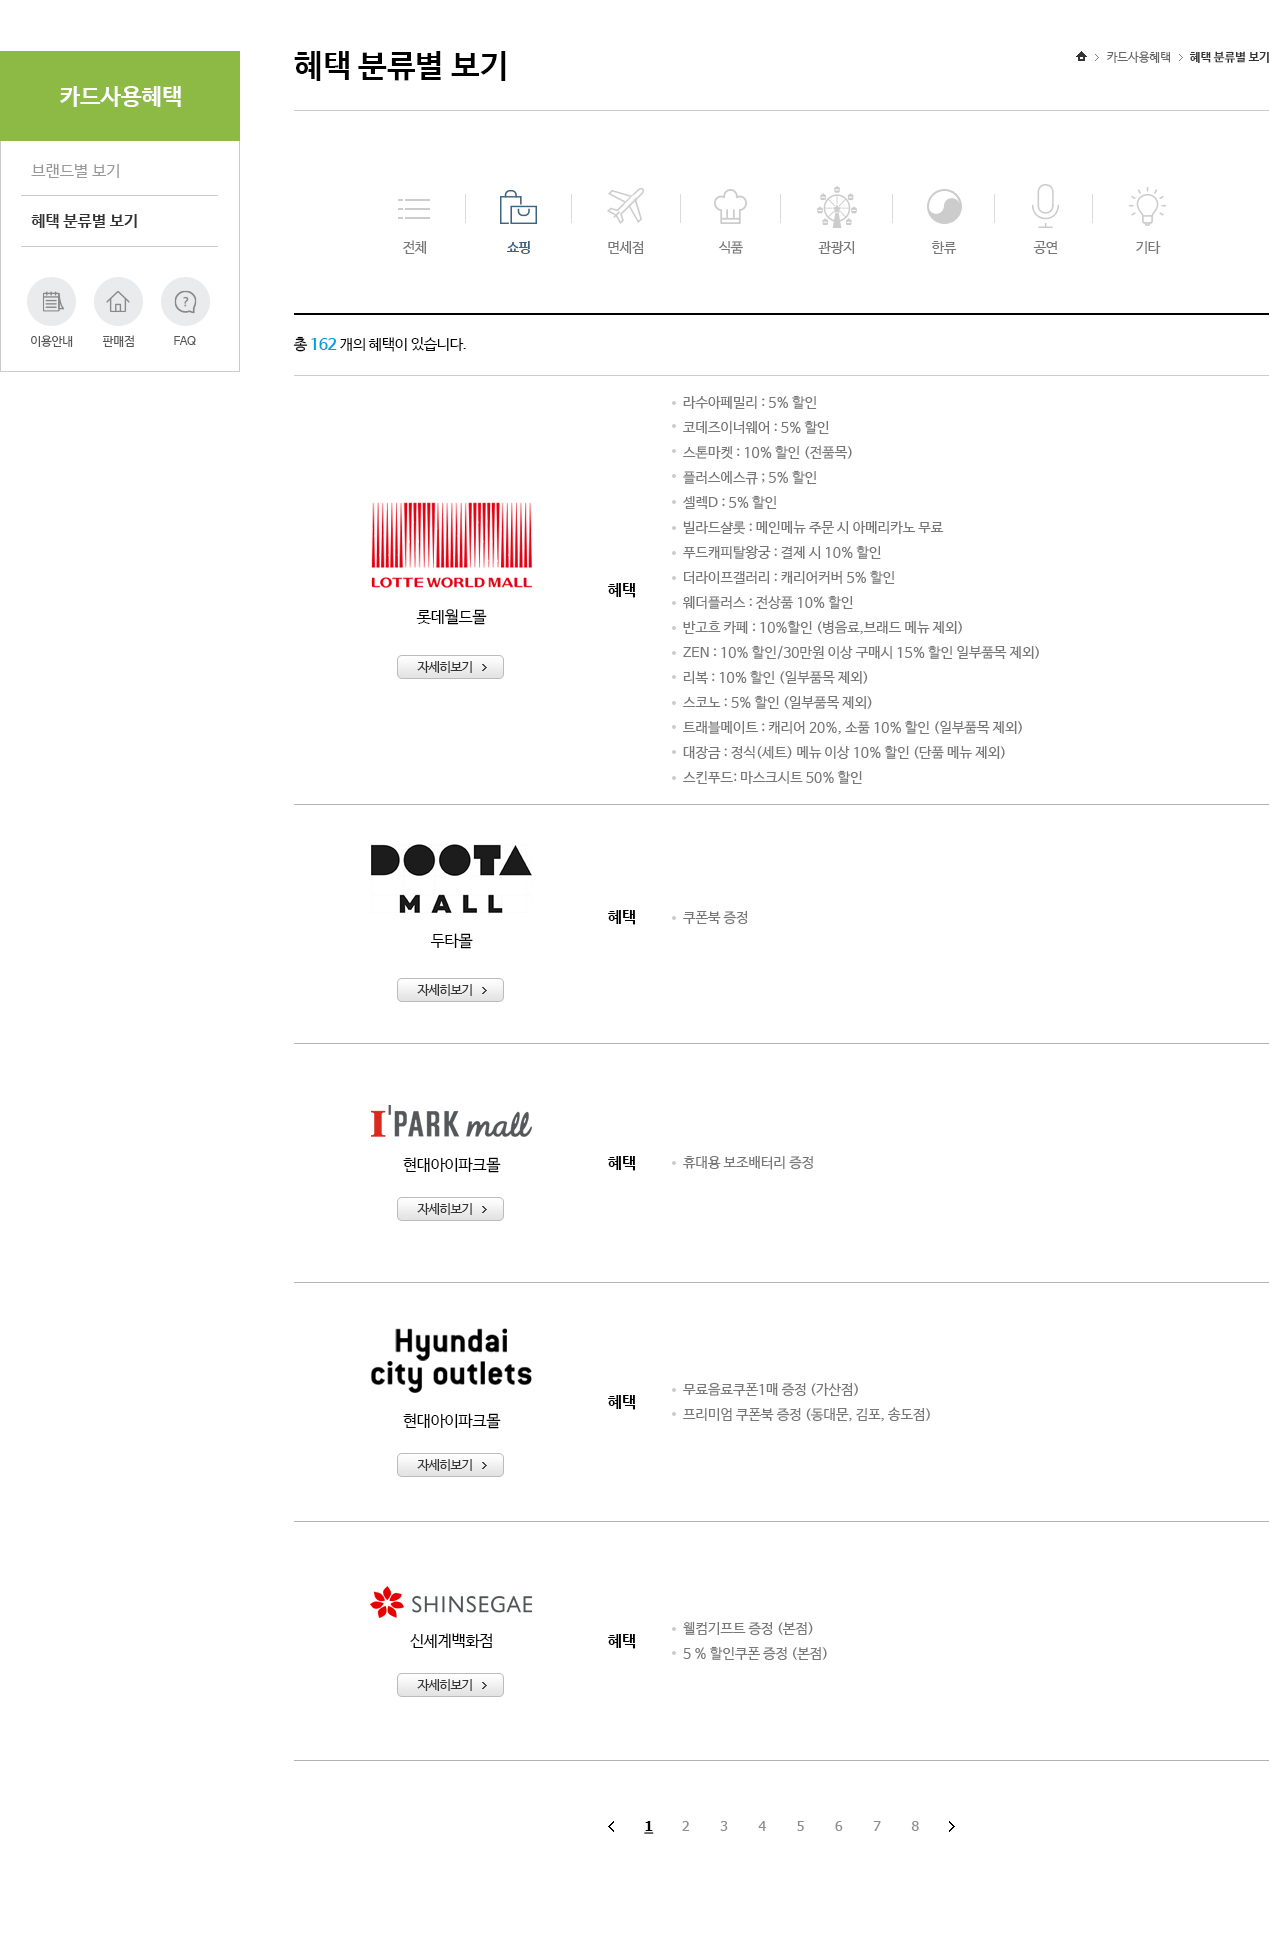 카드사용혜택
브랜드별 보기
혜택 분류별 보기
이용안내 판매점 FAQ
혜택 분류별 보기
카드사용혜택 혜택 분류별 보기
전체 쇼핑 면세점 식품 관광지 한류 공연 기타
총 162 개의 혜택이 있습니다.
LOTTE WORLD MALL
롯데월드몰
자세히보기
혜택
라수아페밀리 : 5% 할인
코데즈이너웨어 : 5% 할인
스톤마켓 : 10% 할인 (전품목)
플러스에스큐 ; 5% 할인
셀렉D : 5% 할인
빌라드샬롯 : 메인메뉴 주문 시 아메리카노 무료
푸드캐피탈왕궁 : 결제 시 10% 할인
더라이프갤러리 : 캐리어커버 5% 할인
웨더플러스 : 전상품 10% 할인
반고흐 카페 : 10%할인 (병음료,브래드 메뉴 제외)
ZEN : 10% 할인/30만원 이상 구매시 15% 할인 일부품목 제외)
리복 : 10% 할인 (일부품목 제외)
스코노 : 5% 할인 (일부품목 제외)
트래블메이트 : 캐리어 20%, 소품 10% 할인 (일부품목 제외)
대장금 : 정식(세트) 메뉴 이상 10% 할인 (단품 메뉴 제외)
스킨푸드: 마스크시트 50% 할인
DOOTA
MALL
두타몰
자세히보기
혜택
쿠폰북 증정
I'PARK mall
현대아이파크몰
자세히보기
혜택
휴대용 보조배터리 증정
Hyundai
city outlets
현대아이파크몰
자세히보기
혜택
무료음료쿠폰1매 증정 (가산점)
프리미엄 쿠폰북 증정 (동대문, 김포, 송도점)
SHINSEGAE
신세계백화점
자세히보기
혜택
웰컴기프트 증정 (본점)
5 % 할인쿠폰 증정 (본점)
1 2 3 4 5 6 7 8